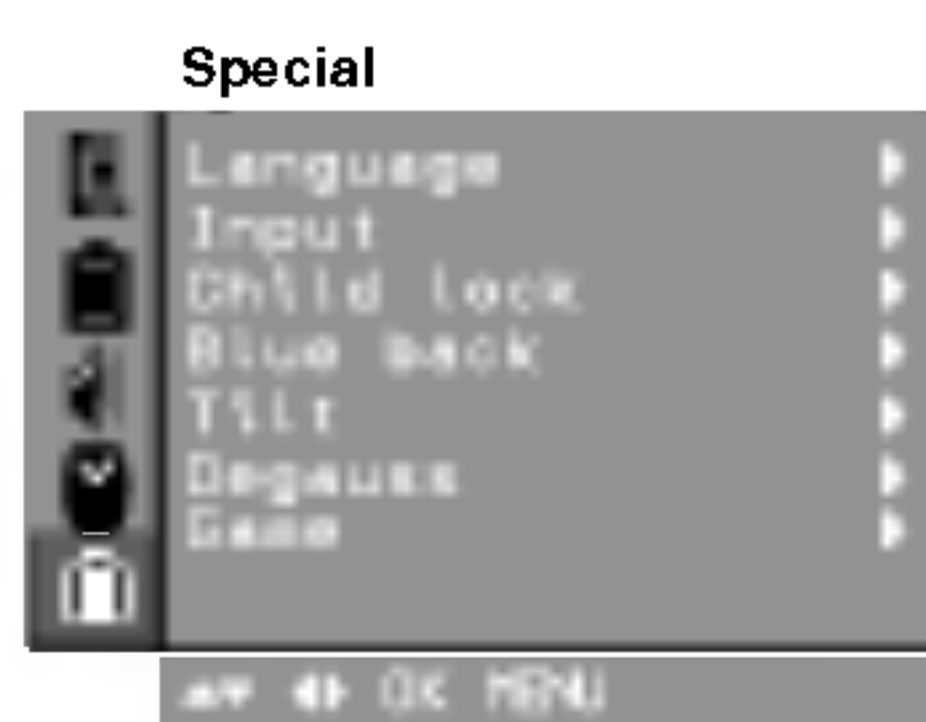 Special
Language
Input
Child lock
Blue back
Tilt
Degauss
Game
OK MENU